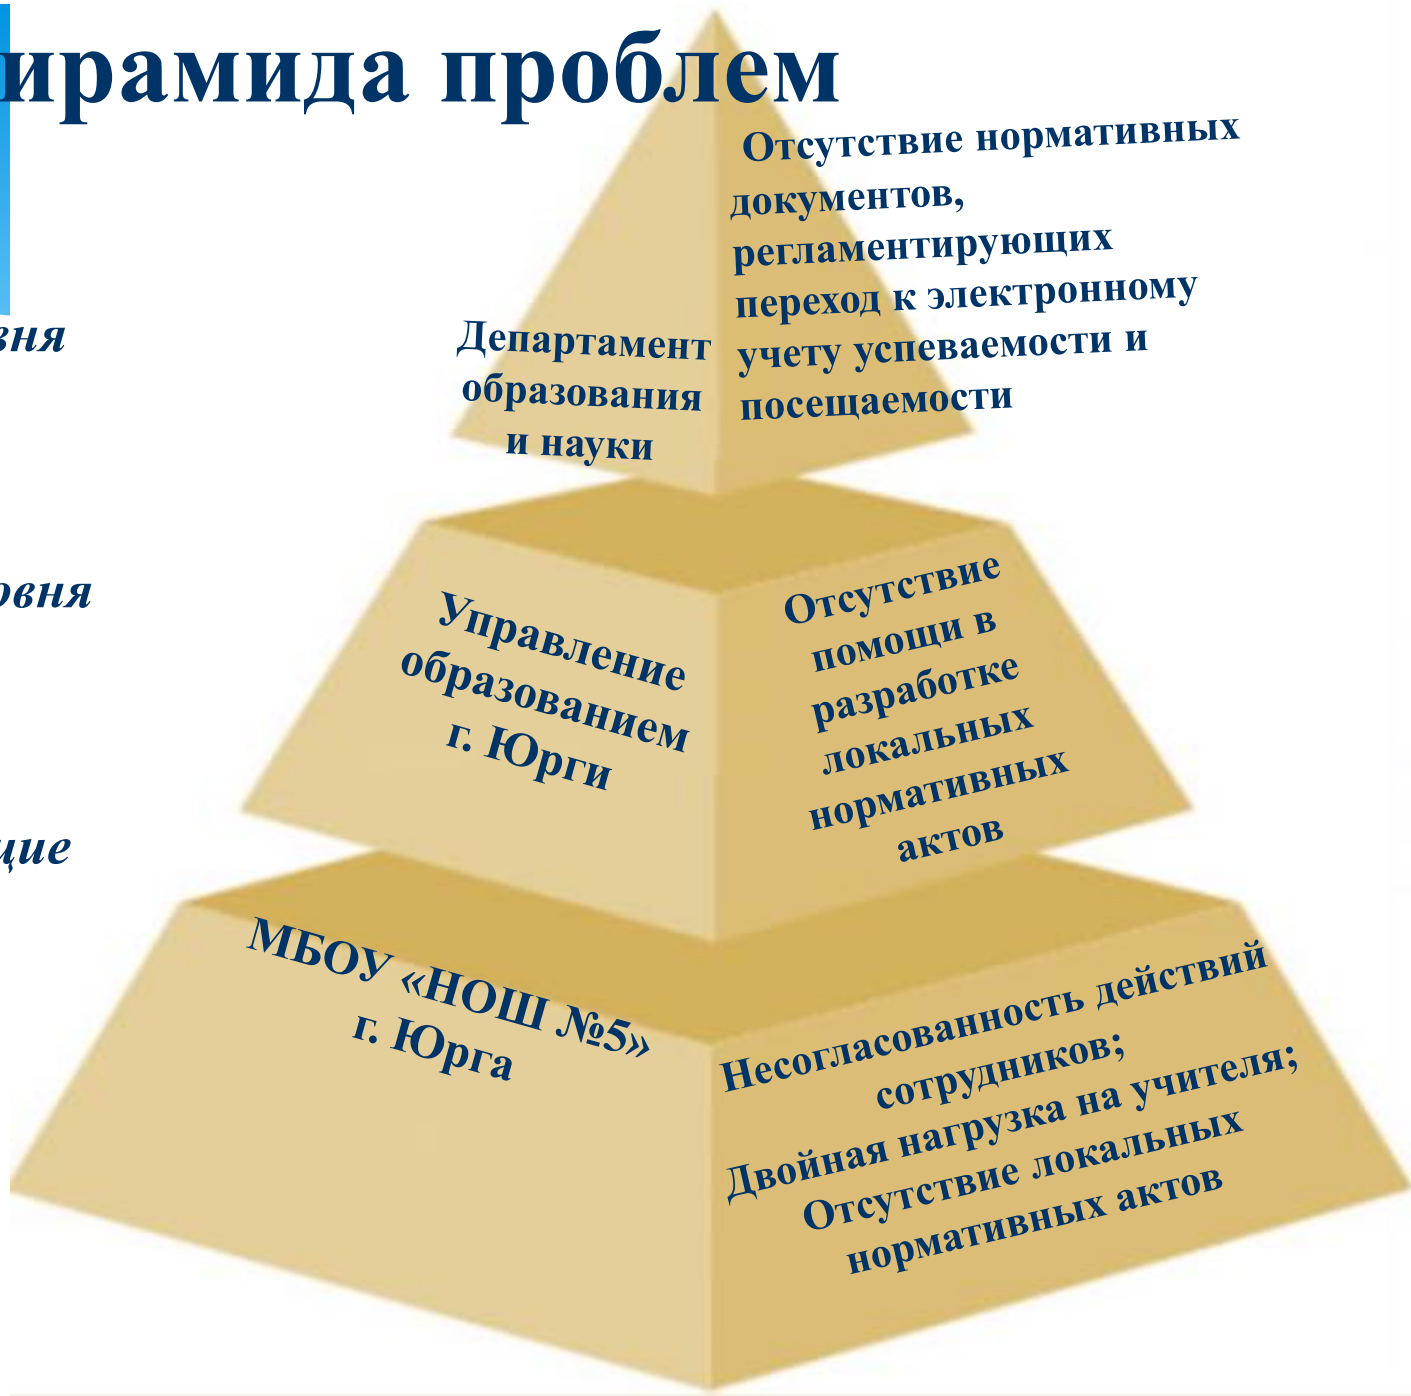 ирамида проблем
Отсутствие нормативных
документов,
регламентирующих
переход к электронному
учету успеваемости и
посещаемости
Департамент
образования
и науки
вня
Управление
образованием
г. Юрги
Отсутствие
помощи в
разработке
локальных
нормативных
актов
овня
МБОУ «НОШ №5»
г. Юрга
Несогласованность действий
сотрудников;
Двойная нагрузка на учителя;
Отсутствие локальных
нормативных актов
щие